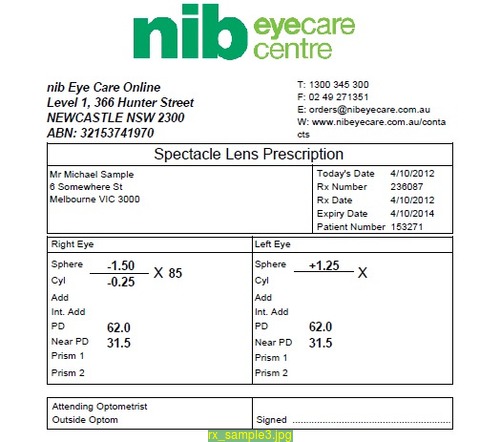 nib eyecare
centre
nib Eye Care Online
Level 1, 366 Hunter Street
NEWCASTLE NSW 2300
ABN: 32153741970
T: 1300 345 300
F: 02 49 271351
E: orders@nibeyecare.com.au
W: www.nibeyecare.com.au/conta
cts
Spectacle Lens Prescription
Mr Michael Sample
6 Somewhere St
Melbourne VIC 3000
Today's Date 4/10/2012
Rx Number 236087
Rx Date 4/10/2012
Expiry Date 4/10/2014
Patient Number 153271
Right Eye
Sphere -1.50
X 85
Cyl -0.25
Add
Int. Add
PD 62.0
Near PD 31.5
Prism 1
Prism 2
Left Eye
Sphere +1.25
X
Cyl
Add
Int. Add
PD 62.0
Near PD 31.5
Prism 1
Prism 2
Attending Optometrist
Outside Optom
Signed ................................................
rx_sample3.jpg